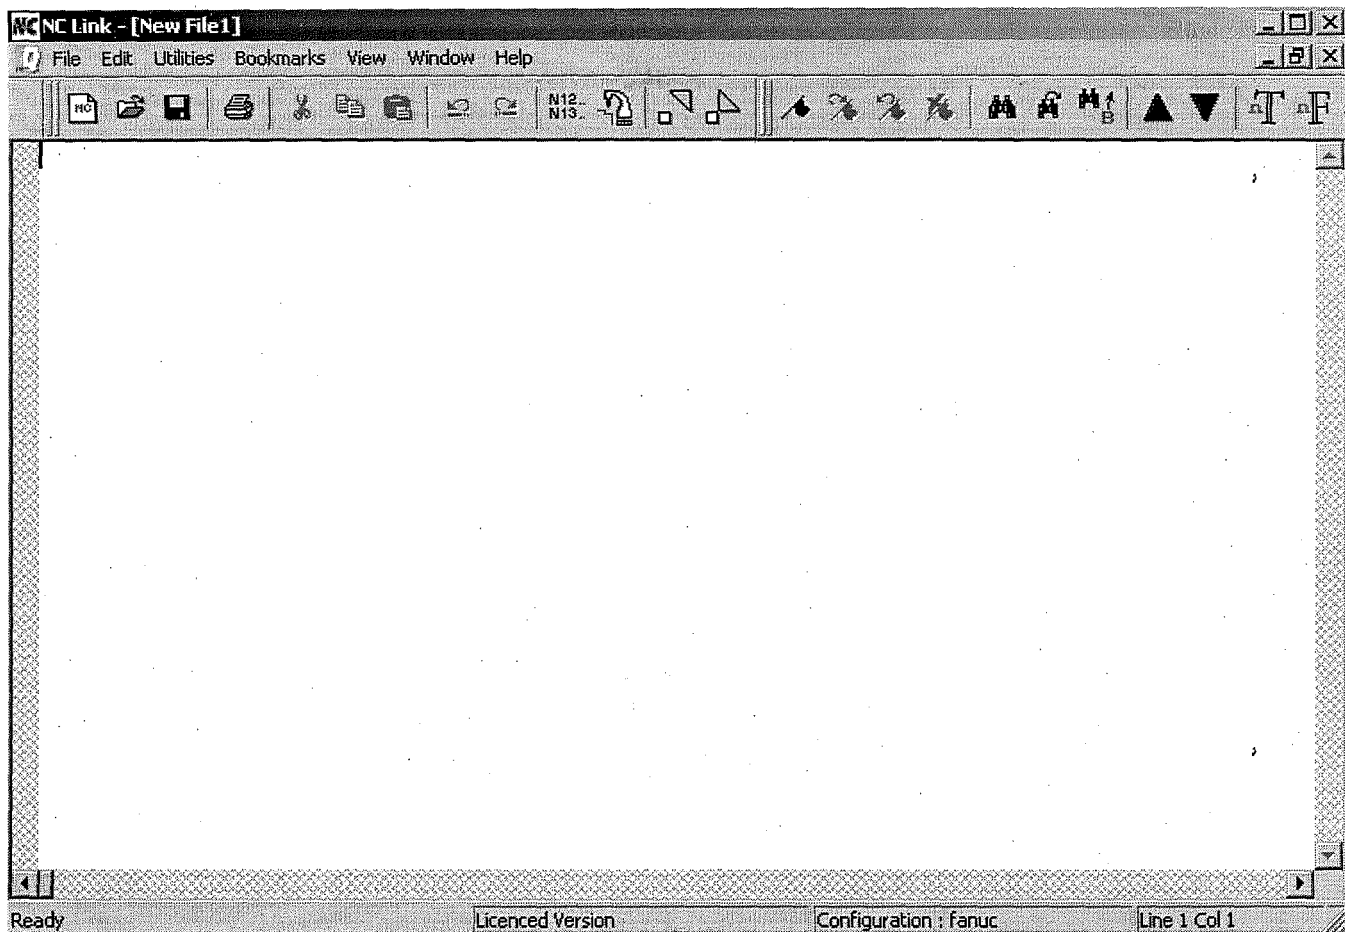 NC NC Link - [New File1]
File Edit Utilities Bookmarks View Window Help
N12..
N13..
B
T F
Ready Licenced Version Configuration : fanuc Line 1 Col 1